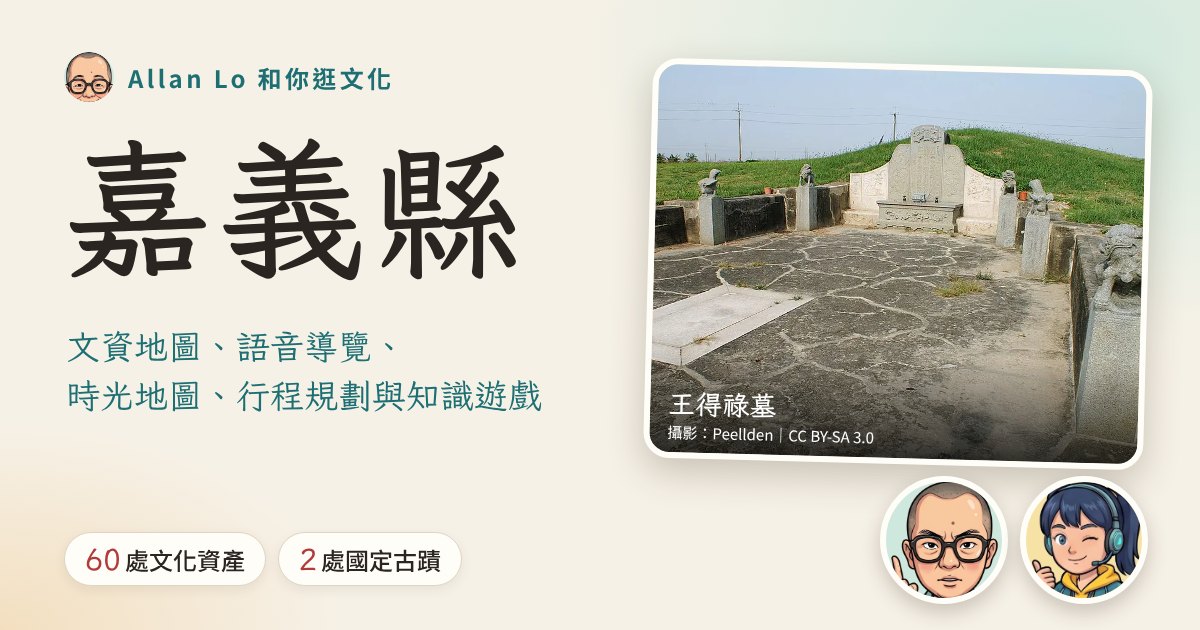 Allan Lo 和你逛文化
嘉義縣
文資地圖、語音導覽、
時光地圖、行程規劃與知識遊戲
王得祿墓
攝影：Peellden｜CC BY-SA 3.0
60 處文化資產
2 處國定古蹟